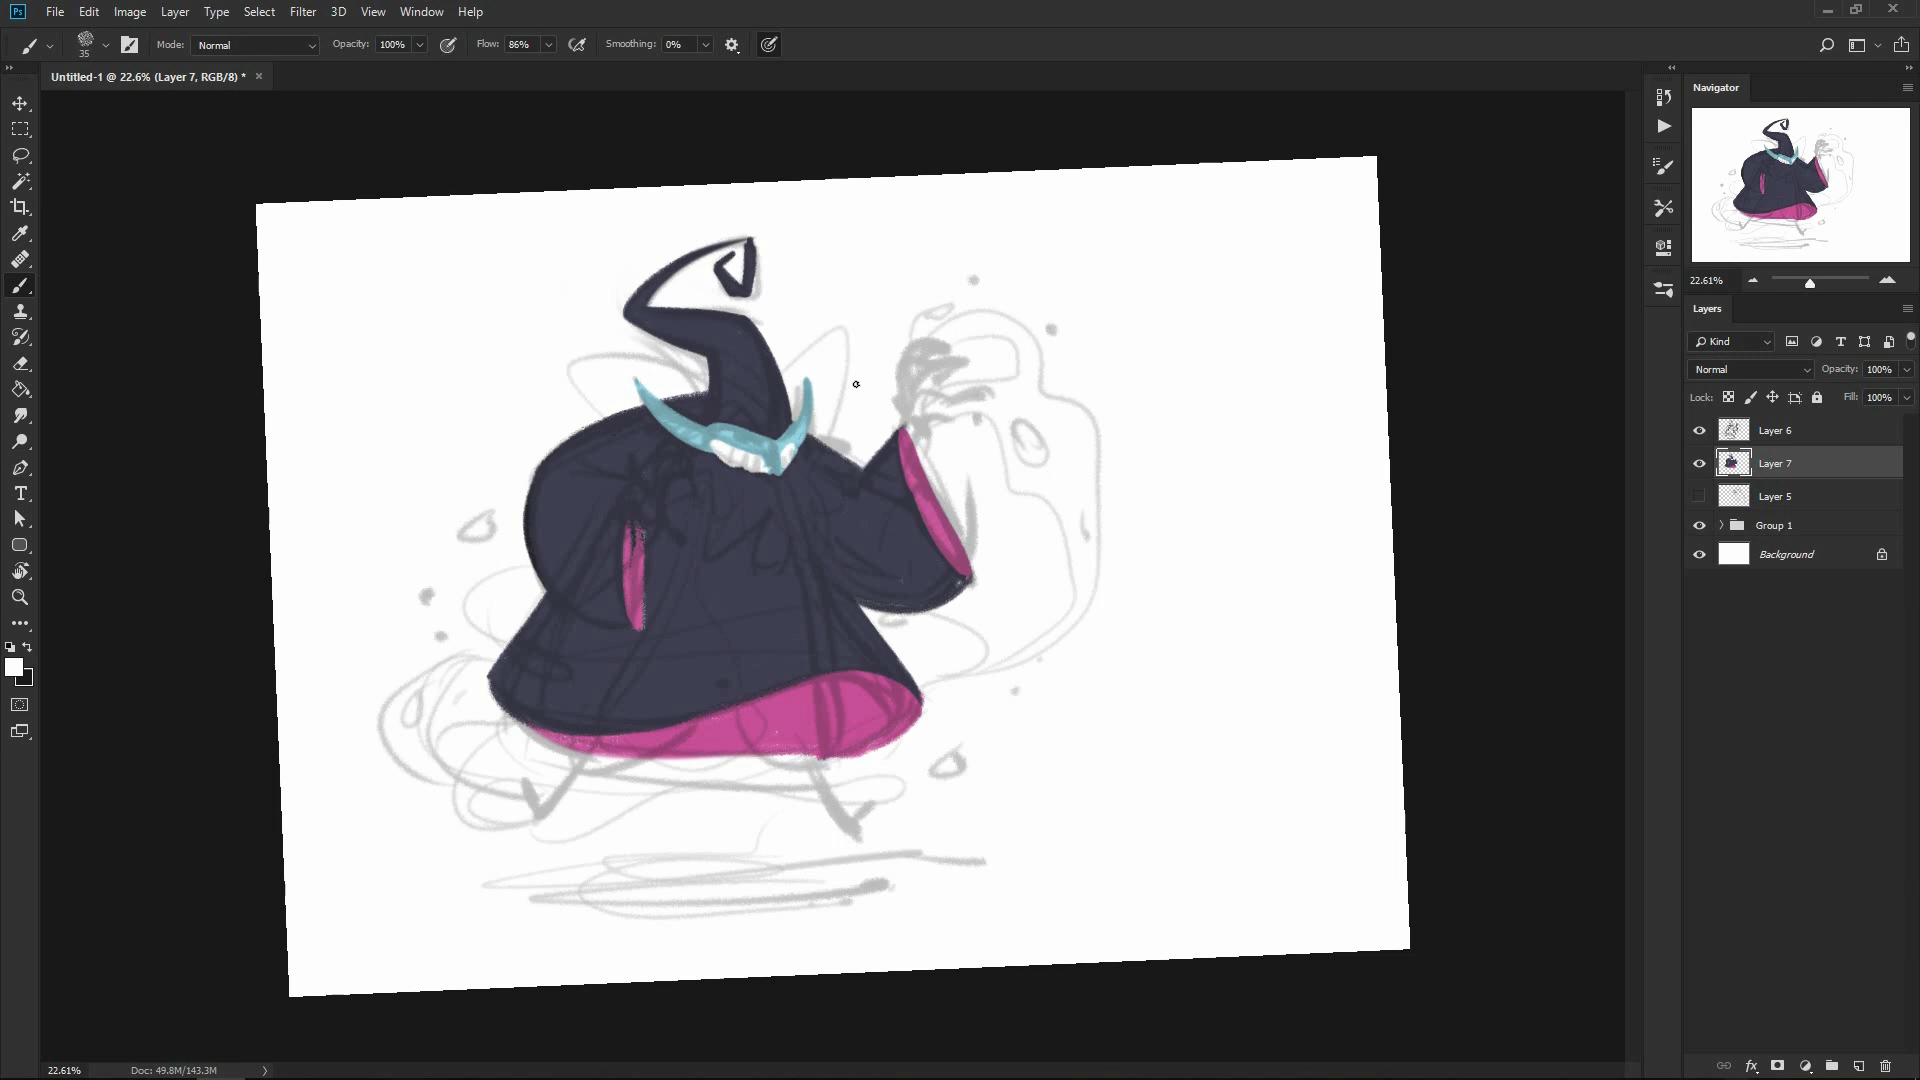 Ps File Edit Image Layer Type Select Filter 3D View Window Help
35 Mode: Normal Opacity: 100% Flow: 86% Smoothing: 0%
Untitled-1 @ 22.6% (Layer 7, RGB/8) * ×
Navigator
22.61%
Layers
Kind
Normal Opacity: 100%
Lock: Fill: 100%
Layer 6
Layer 7
Layer 5
Group 1
Background
22.61% Doc: 49.8M/143.3M